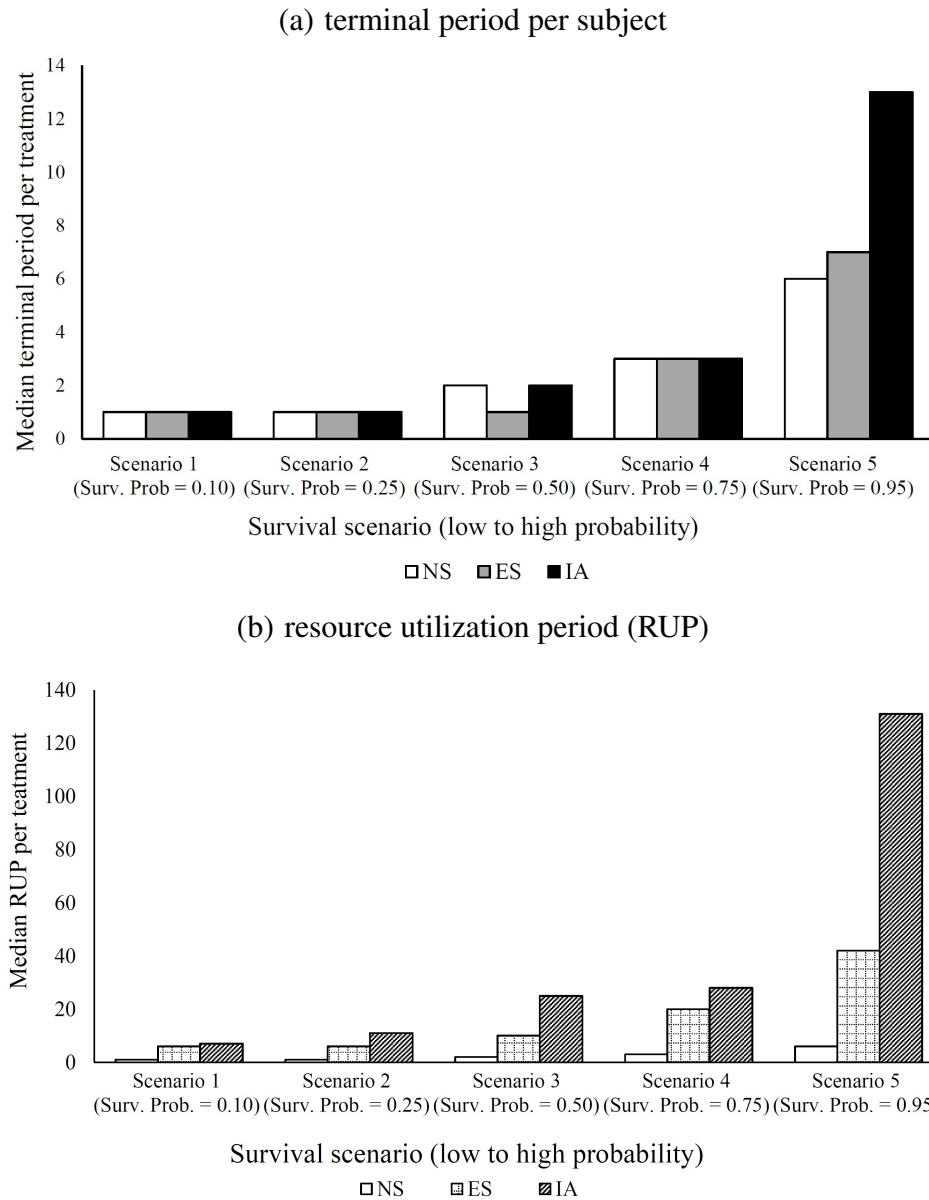 (a) terminal period per subject
Median terminal period per treatment
14
12
10
8
6
4
2
0
Scenario 1 Scenario 2 Scenario 3 Scenario 4 Scenario 5
(Surv. Prob = 0.10) (Surv. Prob = 0.25) (Surv. Prob = 0.50) (Surv. Prob = 0.75) (Surv. Prob = 0.95)
Survival scenario (low to high probability)
NS ES IA
(b) resource utilization period (RUP)
Median RUP per teatment
140
120
100
80
60
40
20
0
Scenario 1 Scenario 2 Scenario 3 Scenario 4 Scenario 5
(Surv. Prob. = 0.10) (Surv. Prob. = 0.25) (Surv. Prob. = 0.50) (Surv. Prob. = 0.75) (Surv. Prob. = 0.95
Survival scenario (low to high probability)
NS ES IA